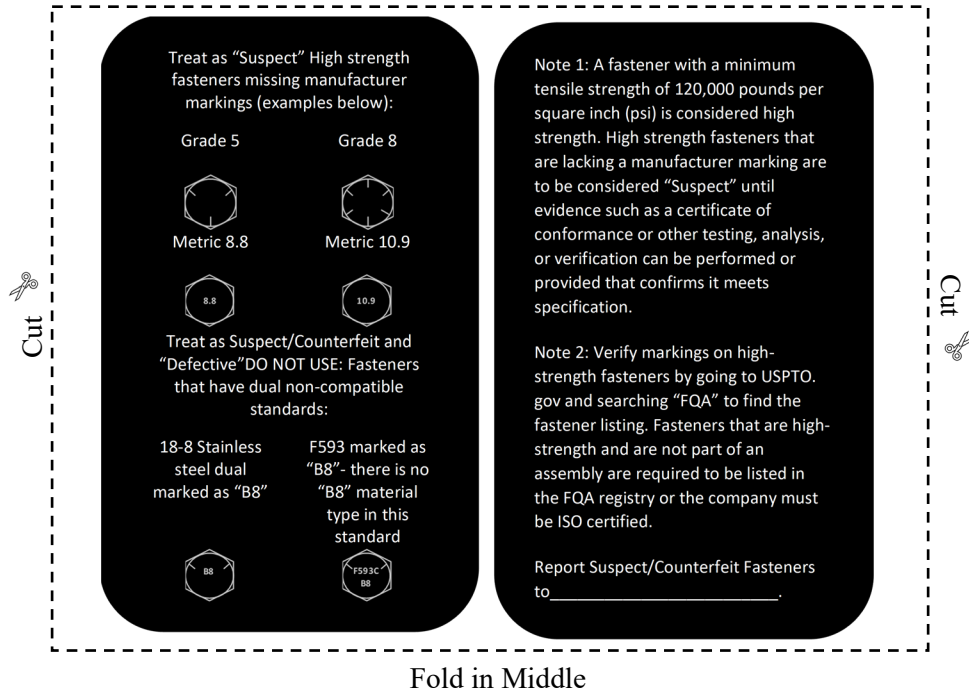 Treat as “Suspect” High strength
fasteners missing manufacturer
markings (examples below):
Grade 5
Grade 8
Metric 8.8
Metric 10.9
8.8
10.9
Treat as Suspect/Counterfeit and
“Defective”DO NOT USE: Fasteners
that have dual non-compatible
standards:
18-8 Stainless
steel dual
marked as “B8”
F593 marked as
“B8”- there is no
“B8” material
type in this
standard
B8
F593C
B8
Note 1: A fastener with a minimum
tensile strength of 120,000 pounds per
square inch (psi) is considered high
strength. High strength fasteners that
are lacking a manufacturer marking are
to be considered “Suspect” until
evidence such as a certificate of
conformance or other testing, analysis,
or verification can be performed or
provided that confirms it meets
specification.
Note 2: Verify markings on high-
strength fasteners by going to USPTO.
gov and searching “FQA” to find the
fastener listing. Fasteners that are high-
strength and are not part of an
assembly are required to be listed in
the FQA registry or the company must
be ISO certified.
Report Suspect/Counterfeit Fasteners
to__________________________.
Cut
Cut
Fold in Middle